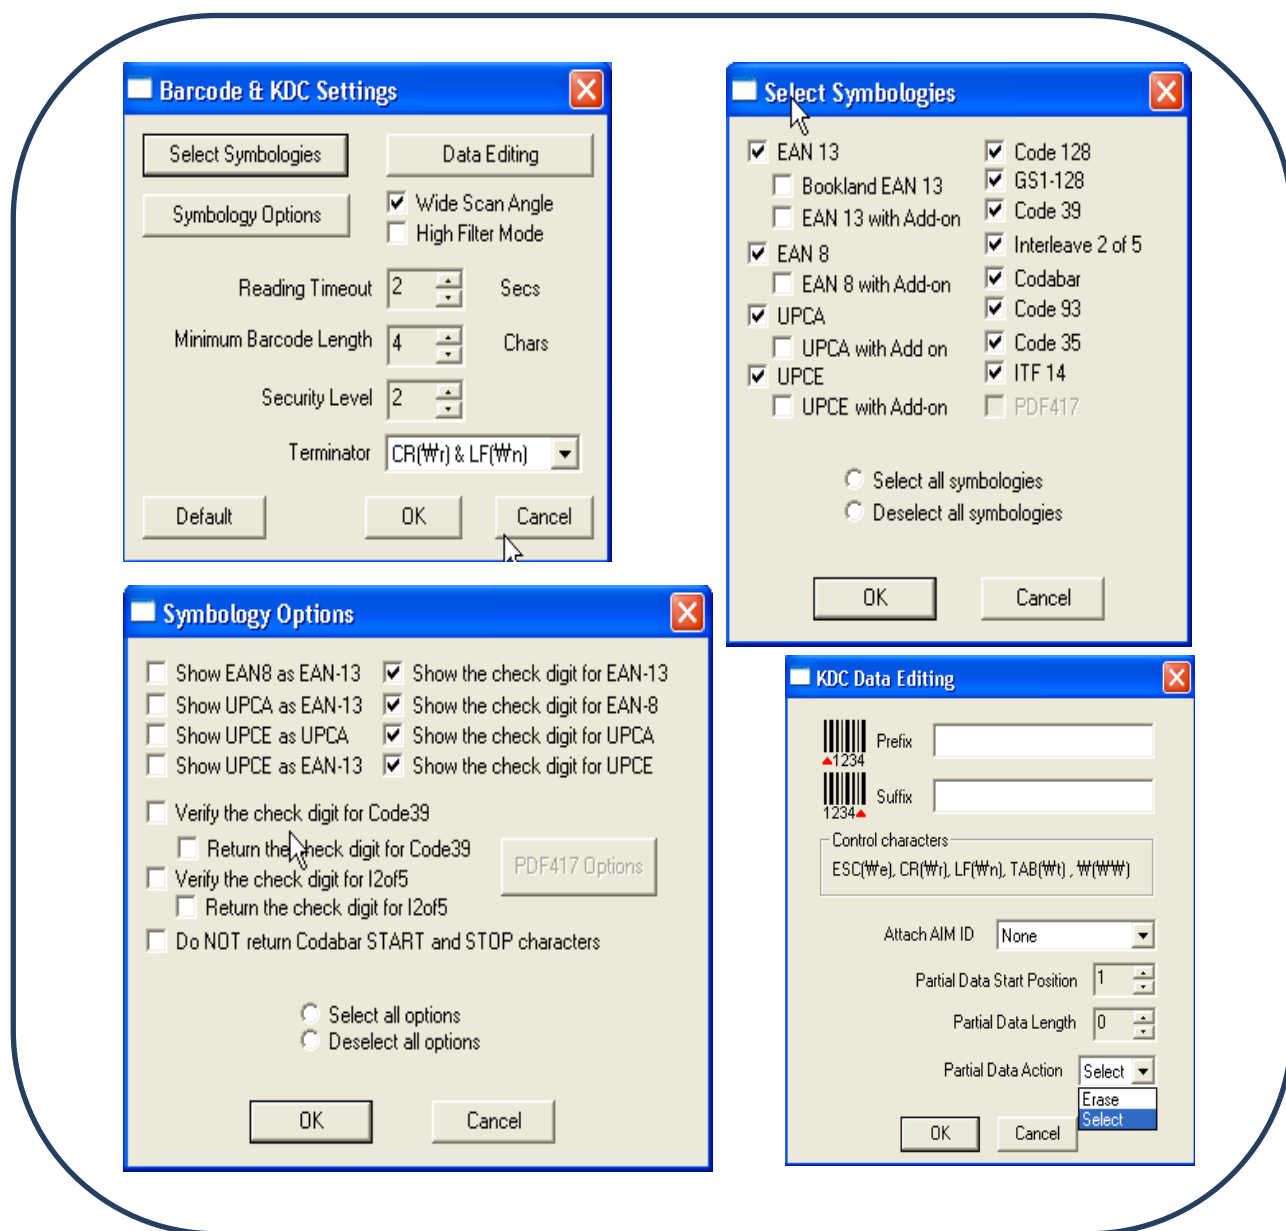 Barcode & KDC Settings
Select Symbologies
Data Editing
Symbology Options
Wide Scan Angle
High Filter Mode
Reading Timeout 2 Secs
Minimum Barcode Length 4 Chars
Security Level 2
Terminator CR(₩r) & LF(₩n)
Default OK Cancel
Select Symbologies
EAN 13
Bookland EAN 13
EAN 13 with Add-on
EAN 8
EAN 8 with Add-on
UPCA
UPCA with Add on
UPCE
UPCE with Add-on
Code 128
GS1-128
Code 39
Interleave 2 of 5
Codabar
Code 93
Code 35
ITF 14
PDF417
Select all symbologies
Deselect all symbologies
OK Cancel
Symbology Options
Show EAN8 as EAN-13
Show UPCA as EAN-13
Show UPCE as UPCA
Show UPCE as EAN-13
Show the check digit for EAN-13
Show the check digit for EAN-8
Show the check digit for UPCA
Show the check digit for UPCE
Verify the check digit for Code39
Return the check digit for Code39
Verify the check digit for I2of5
Return the check digit for I2of5
PDF417 Options
Do NOT return Codabar START and STOP characters
Select all options
Deselect all options
OK Cancel
KDC Data Editing
1234 Prefix
1234 Suffix
Control characters
ESC(₩e), CR(₩r), LF(₩n), TAB(₩t) , ₩(₩₩)
Attach AIM ID None
Partial Data Start Position 1
Partial Data Length 0
Partial Data Action Select
Erase
Select
OK Cancel